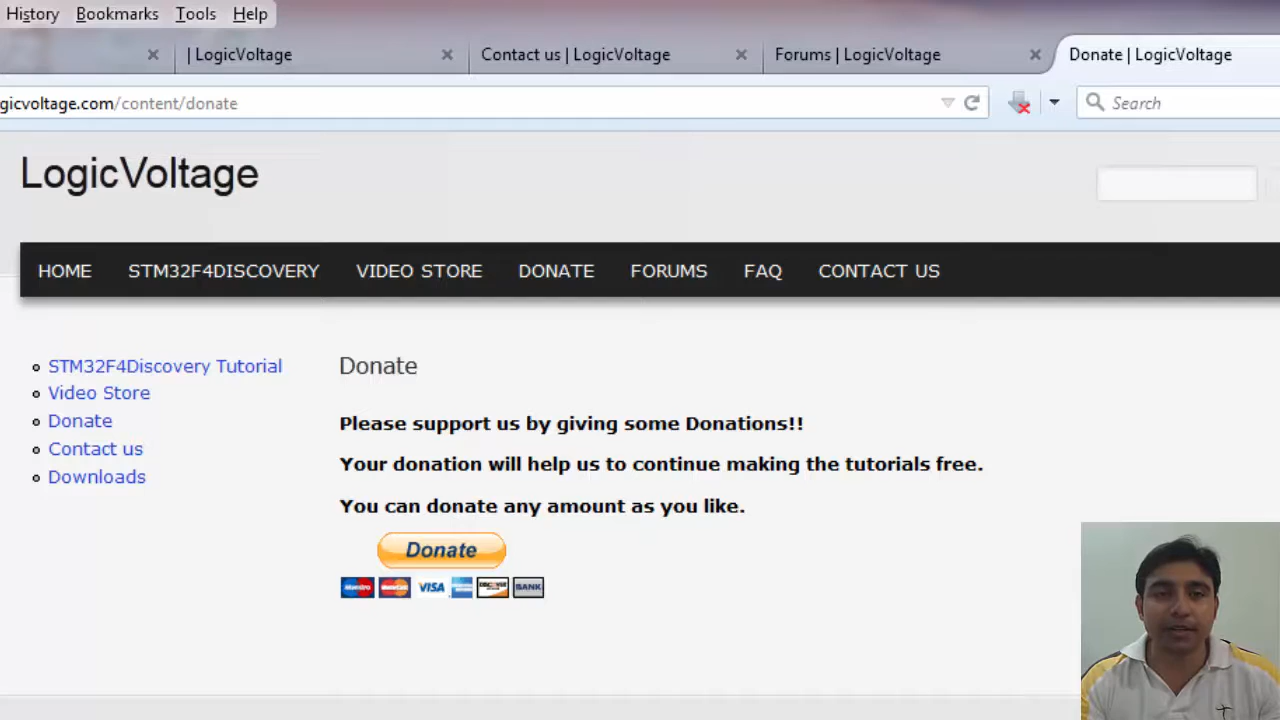 History Bookmarks Tools Help
| LogicVoltage
Contact us | LogicVoltage
Forums | LogicVoltage
Donate | LogicVoltage
gicvoltage.com/content/donate
Search
LogicVoltage
HOME STM32F4DISCOVERY VIDEO STORE DONATE FORUMS FAQ CONTACT US
STM32F4Discovery Tutorial
Video Store
Donate
Contact us
Downloads
Donate
Please support us by giving some Donations!!
Your donation will help us to continue making the tutorials free.
You can donate any amount as you like.
Donate
Maestro MasterCard VISA DISCOVER BANK